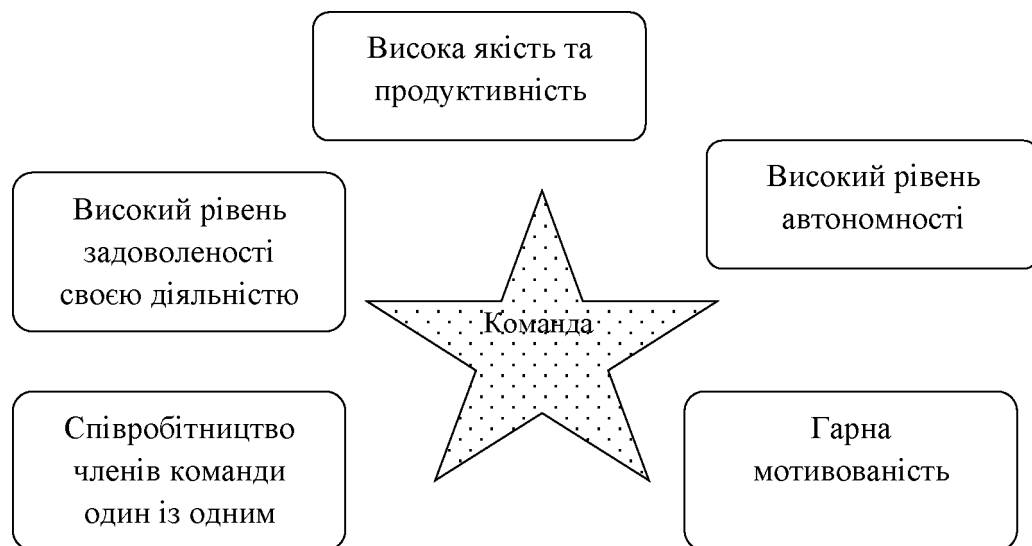 Висока якість та
продуктивність
Високий рівень
автономності
Високий рівень
задоволеності
своєю діяльністю
Команда
Співробітництво
членів команди
один із одним
Гарна
мотивованість